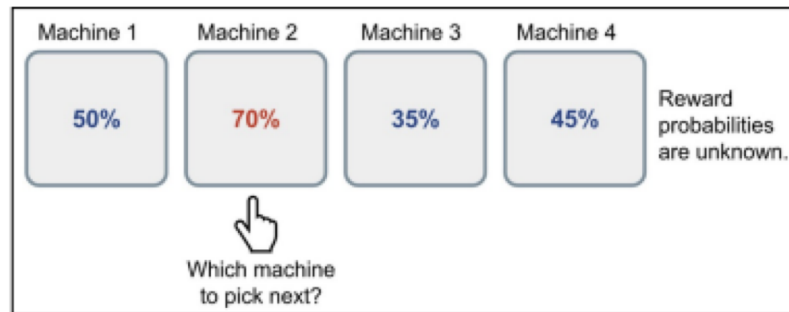 Machine 1 Machine 2 Machine 3 Machine 4
50% 70% 35% 45%
Reward
probabilities
are unknown.
Which machine
to pick next?